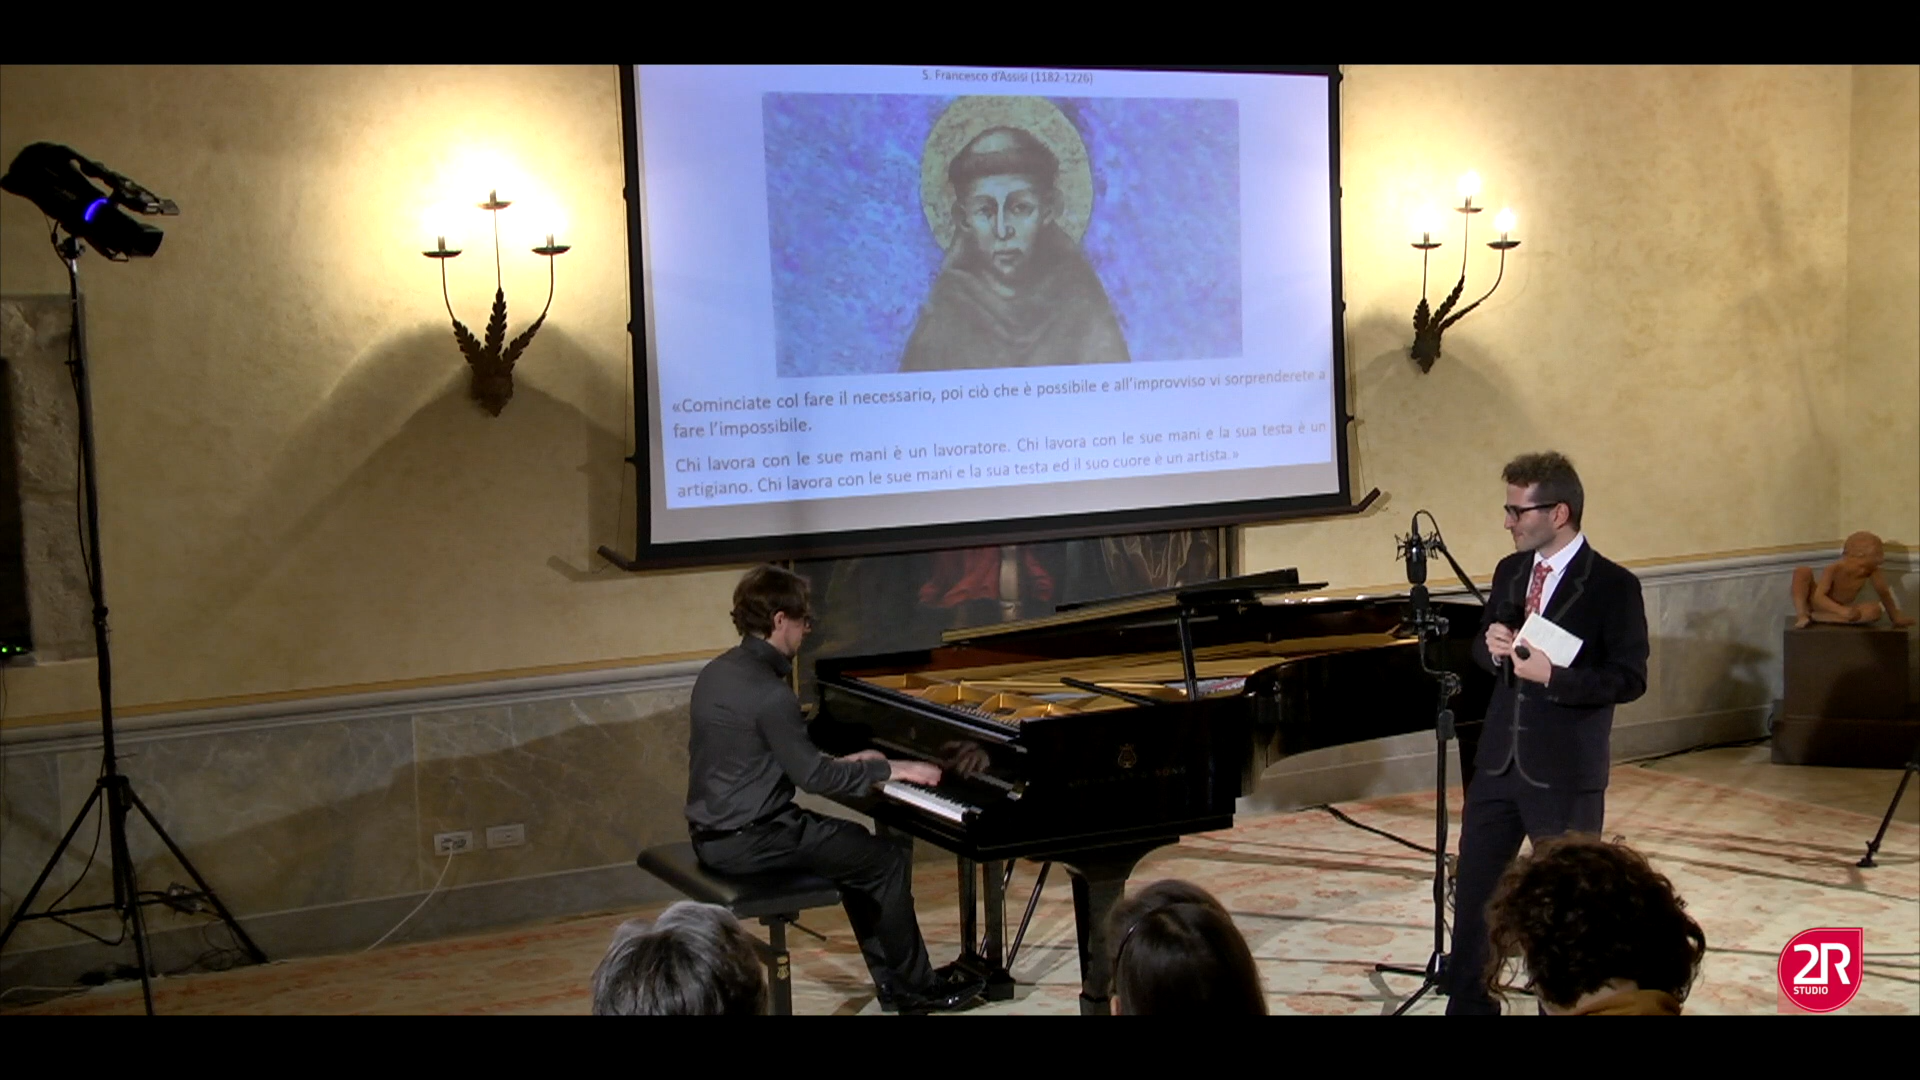 S. Francesco d'Assisi (1182-1226)
«Cominciate col fare il necessario, poi ciò che è possibile e all'improvviso vi sorprenderete a
fare l'impossibile.
Chi lavora con le sue mani è un lavoratore. Chi lavora con le sue mani e la sua testa è un
artigiano. Chi lavora con le sue mani e la sua testa ed il suo cuore è un artista.»
2R
STUDIO